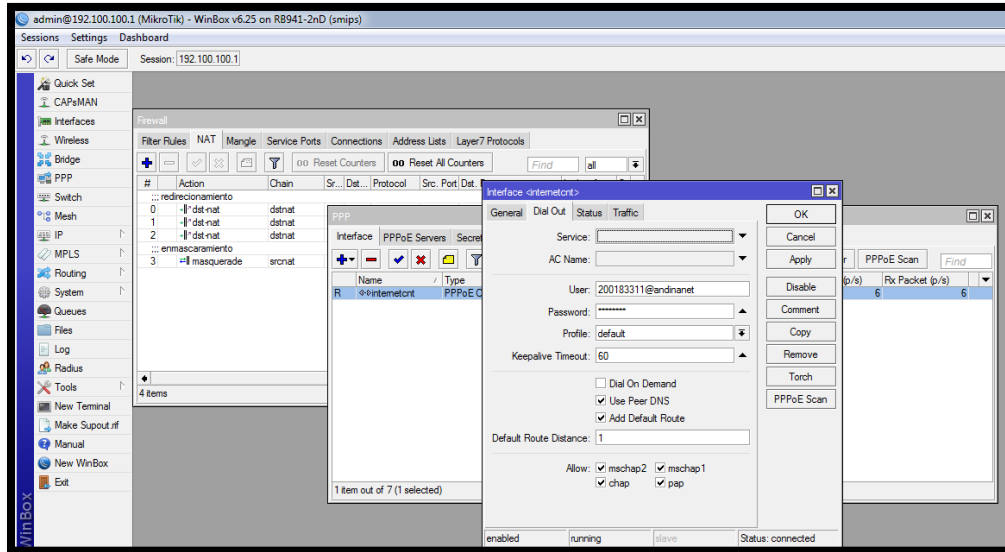 admin@192.100.100.1 (MikroTik) - WinBox v6.25 on RB941-2nD (smips)
Sessions Settings Dashboard
Safe Mode Session: 192.100.100.1
Quick Set
CAPsMAN
Interfaces
Wireless
Bridge
PPP
Switch
Mesh
IP
MPLS
Routing
System
Queues
Files
Log
Radius
Tools
New Terminal
Make Supout.rif
Manual
New WinBox
Exit
WinBox
Firewall
Filter Rules NAT Mangle Service Ports Connections Address Lists Layer7 Protocols
00 Reset Counters 00 Reset All Counters Find all
# Action Chain Sr... Dst... Protocol Src. Port Dst.
;;; redirecionamiento
0 dst-nat dstnat
1 dst-nat dstnat
2 dst-nat dstnat
;;; enmascaramiento
3 masquerade srcnat
4 items
PPP
Interface PPPoE Servers Secret
PPPoE Scan Find
Name / Type (p/s) Rx Packet (p/s)
R internetcnt PPPoE C 6 6
1 item out of 7 (1 selected)
Interface <internetcnt>
General Dial Out Status Traffic
Service:
AC Name:
User: 200183311@andinanet
Password: ********
Profile: default
Keepalive Timeout: 60
Dial On Demand
Use Peer DNS
Add Default Route
Default Route Distance: 1
Allow: mschap2 mschap1
chap pap
OK
Cancel
Apply
Disable
Comment
Copy
Remove
Torch
PPPoE Scan
enabled running slave Status: connected